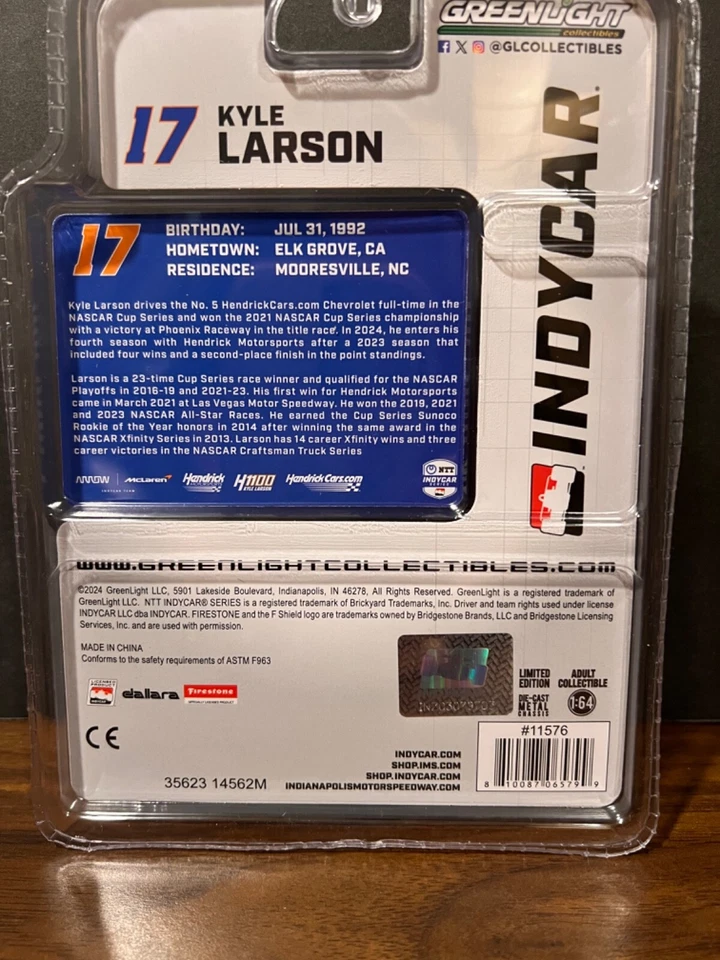 GREENLIGHT
collectibles
@GLCOLLECTIBLES
17 KYLE
LARSON
INDYCAR
17
BIRTHDAY: JUL 31, 1992
HOMETOWN: ELK GROVE, CA
RESIDENCE: MOORESVILLE, NC
Kyle Larson drives the No. 5 HendrickCars.com Chevrolet full-time in the
NASCAR Cup Series and won the 2021 NASCAR Cup Series championship
with a victory at Phoenix Raceway in the title race. In 2024, he enters his
fourth season with Hendrick Motorsports after a 2023 season that
included four wins and a second-place finish in the point standings.
Larson is a 23-time Cup Series race winner and qualified for the NASCAR
Playoffs in 2016-19 and 2021-23. His first win for Hendrick Motorsports
came in March 2021 at Las Vegas Motor Speedway. He won the 2019, 2021
and 2023 NASCAR All-Star Races. He earned the Cup Series Sunoco
Rookie of the Year honors in 2014 after winning the same award in the
NASCAR Xfinity Series in 2013. Larson has 14 career Xfinity wins and three
career victories in the NASCAR Craftsman Truck Series
ARROW McLaren Hendrick H1100 HendrickCars.com NTT
INDYCAR TEAM KYLE LARSON INDYCAR
SERIES
www.GREENLIGHTCOLLECTIBLES.com
©2024 GreenLight LLC, 5901 Lakeside Boulevard, Indianapolis, IN 46278, All Rights Reserved. GreenLight is a registered trademark of
GreenLight LLC. NTT INDYCAR® SERIES is a registered trademark of Brickyard Trademarks, Inc. Driver and team rights used under license
INDYCAR LLC dba INDYCAR. FIRESTONE and the F Shield logo are trademarks owned by Bridgestone Brands, LLC and Bridgestone Licensing
Services, Inc. and are used with permission.
MADE IN CHINA
Conforms to the safety requirements of ASTM F963
dallara Firestone
OFFICIALLY LICENSED PRODUCT
LIMITED
EDITION
DIE-CAST
METAL
CHASSIS
ADULT
COLLECTIBLE
1:64
CE
35623 14562M
INDYCAR.COM
SHOP.IMS.COM
SHOP.INDYCAR.COM
INDIANAPOLISMOTORSPEEDWAY.COM
#11576
8 10087 06579 9